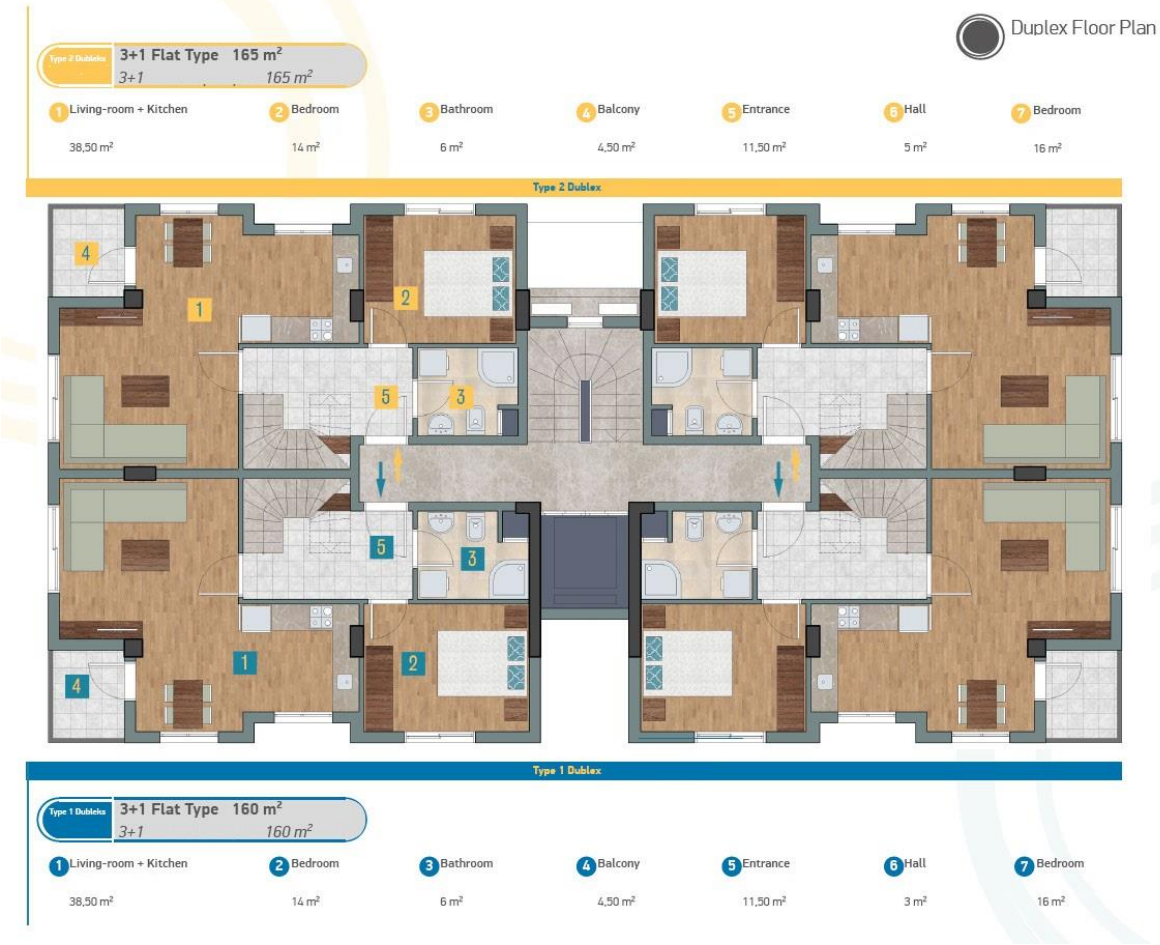 Duplex Floor Plan
Type 2 Dubleks
3+1 Flat Type 165 m²
3+1 165 m²
1 Living-room + Kitchen 2 Bedroom 3 Bathroom 4 Balcony 5 Entrance 6 Hall 7 Bedroom
38,50 m² 14 m² 6 m² 4,50 m² 11,50 m² 5 m² 16 m²
Type 2 Dublex
4
1
2
5
3
5
3
1
2
4
Type 1 Dublex
Type 1 Dubleks
3+1 Flat Type 160 m²
3+1 160 m²
1 Living-room + Kitchen 2 Bedroom 3 Bathroom 4 Balcony 5 Entrance 6 Hall 7 Bedroom
38,50 m² 14 m² 6 m² 4,50 m² 11,50 m² 3 m² 16 m²